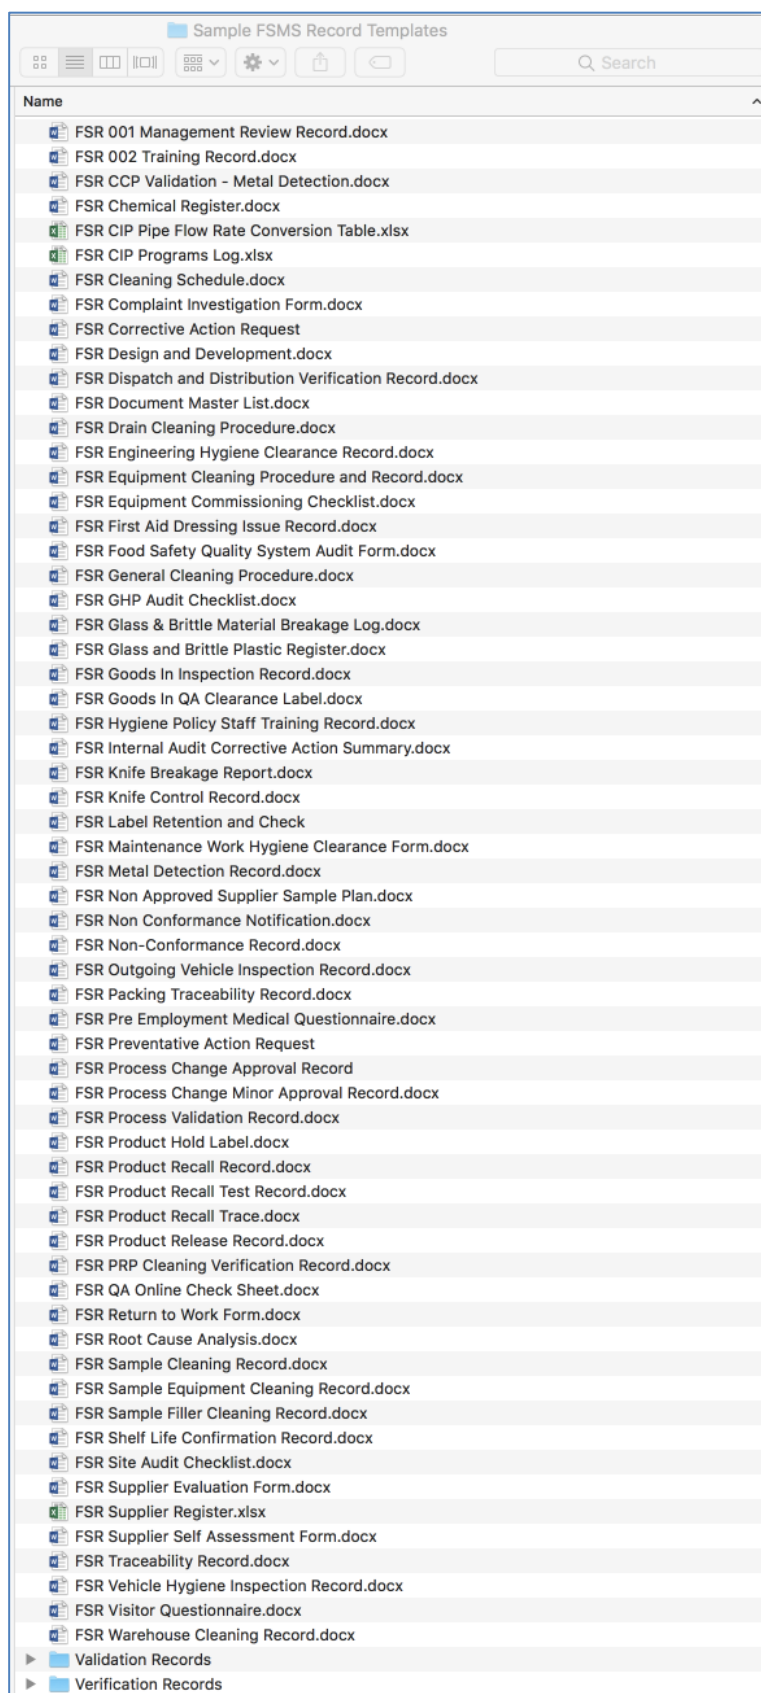 Sample FSMS Record Templates
Search
Name
FSR 001 Management Review Record.docx
FSR 002 Training Record.docx
FSR CCP Validation - Metal Detection.docx
FSR Chemical Register.docx
FSR CIP Pipe Flow Rate Conversion Table.xlsx
FSR CIP Programs Log.xlsx
FSR Cleaning Schedule.docx
FSR Complaint Investigation Form.docx
FSR Corrective Action Request
FSR Design and Development.docx
FSR Dispatch and Distribution Verification Record.docx
FSR Document Master List.docx
FSR Drain Cleaning Procedure.docx
FSR Engineering Hygiene Clearance Record.docx
FSR Equipment Cleaning Procedure and Record.docx
FSR Equipment Commissioning Checklist.docx
FSR First Aid Dressing Issue Record.docx
FSR Food Safety Quality System Audit Form.docx
FSR General Cleaning Procedure.docx
FSR GHP Audit Checklist.docx
FSR Glass & Brittle Material Breakage Log.docx
FSR Glass and Brittle Plastic Register.docx
FSR Goods In Inspection Record.docx
FSR Goods In QA Clearance Label.docx
FSR Hygiene Policy Staff Training Record.docx
FSR Internal Audit Corrective Action Summary.docx
FSR Knife Breakage Report.docx
FSR Knife Control Record.docx
FSR Label Retention and Check
FSR Maintenance Work Hygiene Clearance Form.docx
FSR Metal Detection Record.docx
FSR Non Approved Supplier Sample Plan.docx
FSR Non Conformance Notification.docx
FSR Non-Conformance Record.docx
FSR Outgoing Vehicle Inspection Record.docx
FSR Packing Traceability Record.docx
FSR Pre Employment Medical Questionnaire.docx
FSR Preventative Action Request
FSR Process Change Approval Record
FSR Process Change Minor Approval Record.docx
FSR Process Validation Record.docx
FSR Product Hold Label.docx
FSR Product Recall Record.docx
FSR Product Recall Test Record.docx
FSR Product Recall Trace.docx
FSR Product Release Record.docx
FSR PRP Cleaning Verification Record.docx
FSR QA Online Check Sheet.docx
FSR Return to Work Form.docx
FSR Root Cause Analysis.docx
FSR Sample Cleaning Record.docx
FSR Sample Equipment Cleaning Record.docx
FSR Sample Filler Cleaning Record.docx
FSR Shelf Life Confirmation Record.docx
FSR Site Audit Checklist.docx
FSR Supplier Evaluation Form.docx
FSR Supplier Register.xlsx
FSR Supplier Self Assessment Form.docx
FSR Traceability Record.docx
FSR Vehicle Hygiene Inspection Record.docx
FSR Visitor Questionnaire.docx
FSR Warehouse Cleaning Record.docx
Validation Records
Verification Records